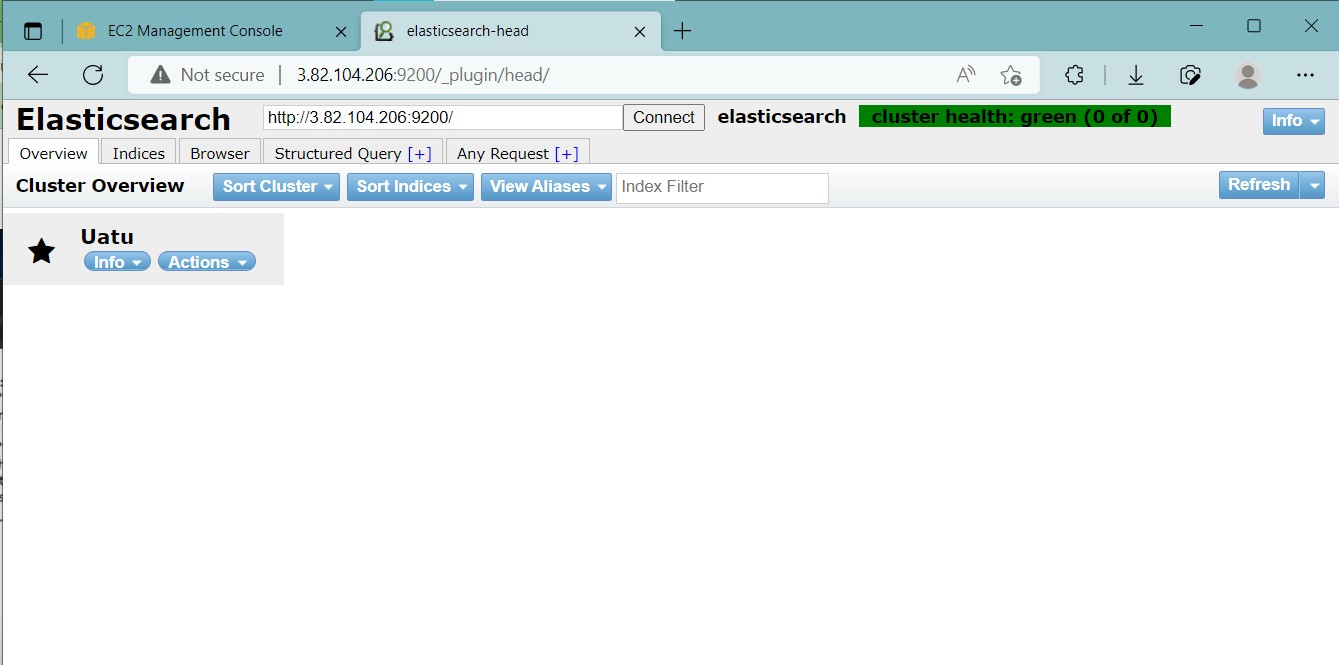 EC2 Management Console
elasticsearch-head
Not secure
3.82.104.206:9200/_plugin/head/
Elasticsearch
http://3.82.104.206:9200/
Connect
elasticsearch
cluster health: green (0 of 0)
Info
Overview
Indices
Browser
Structured Query [+]
Any Request [+]
Cluster Overview
Sort Cluster
Sort Indices
View Aliases
Index Filter
Refresh
Uatu
Info
Actions